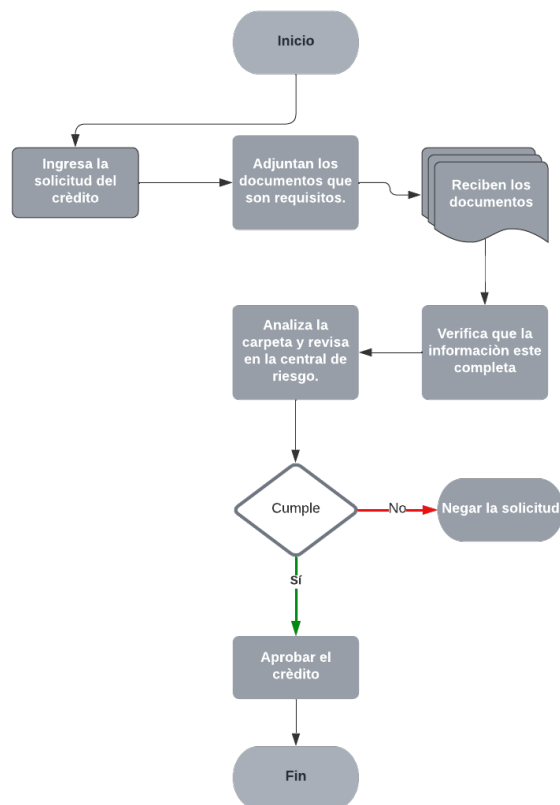 Inicio
Ingresa la
solicitud del
crèdito
Adjuntan los
documentos que
son requisitos.
Reciben los
documentos
Analiza la
carpeta y revisa
en la central de
riesgo.
Verifica que la
informaciòn este
completa
Cumple
No
Negar la solicitud
Sí
Aprobar el
crèdito
Fin